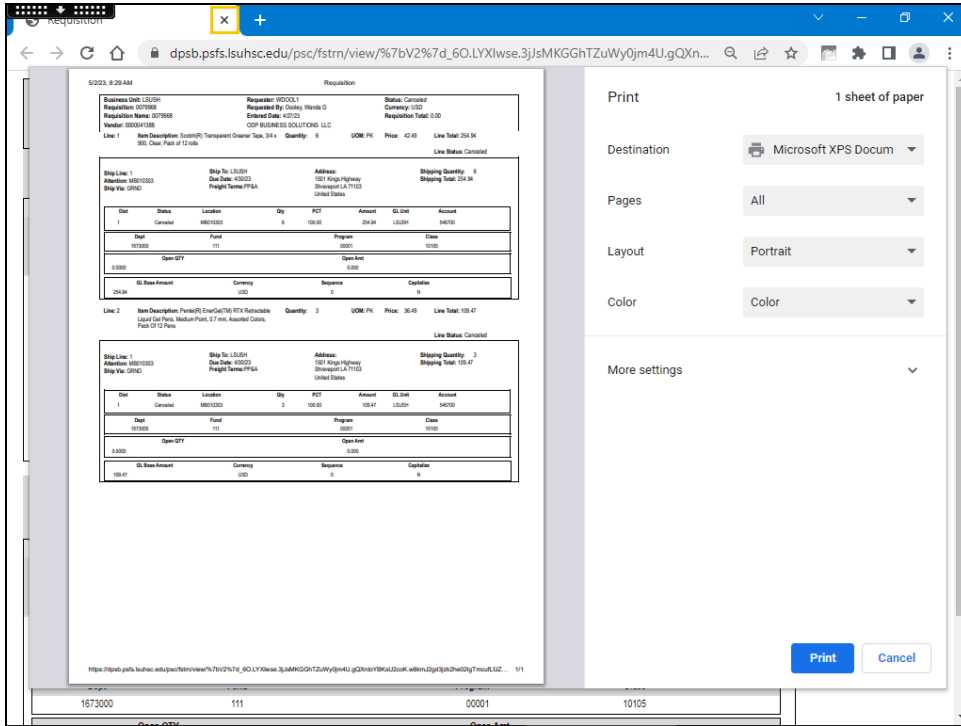 Requisition
dpsb.psfs.lsuhsc.edu/psc/fstrn/view/%7bV2%7d_6O.LYXIwse.3jJsMKGGhTZuWy0jm4U.gQXn...
5/2/23, 8:29 AM Requisition
Business Unit: LSUSH Requester: WDOOL1 Status: Canceled
Requisition: 0079968 Requested By: Dooley, Wanda G Currency: USD
Requisition Name: 0079968 Entered Date: 4/27/23 Requisition Total: 0.00
Vendor: 0000041388 ODP BUSINESS SOLUTIONS LLC
Line: 1 Item Description: Scotch(R) Transparent Greener Tape, 3/4 x Quantity: 6 UOM: PK Price: 42.49 Line Total: 254.94
900, Clear, Pack of 12 rolls
Line Status: Canceled
Ship Line: 1 Ship To: LSUSH Address: Shipping Quantity: 6
Attention: MB010303 Due Date: 4/30/23 1501 Kings Highway Shipping Total: 254.94
Ship Via: GRND Freight Terms: PP&A Shreveport LA 71103
United States
Dist Status Location Qty PCT Amount GL Unit Account
1 Canceled MB010303 6 100.00 254.94 LSUSH 546700
Dept Fund Program Class
1673000 111 00001 10105
Open QTY Open Amt
0.0000 0.000
GL Base Amount Currency Sequence Capitalize
254.94 USD 0 N
Line: 2 Item Description: Pentel(R) EnerGel(TM) RTX Retractable Quantity: 3 UOM: PK Price: 36.49 Line Total: 109.47
Liquid Gel Pens, Medium Point, 0.7 mm, Assorted Colors,
Pack Of 12 Pens
Line Status: Canceled
Ship Line: 1 Ship To: LSUSH Address: Shipping Quantity: 3
Attention: MB010303 Due Date: 4/30/23 1501 Kings Highway Shipping Total: 109.47
Ship Via: GRND Freight Terms: PP&A Shreveport LA 71103
United States
Dist Status Location Qty PCT Amount GL Unit Account
1 Canceled MB010303 3 100.00 109.47 LSUSH 546700
Dept Fund Program Class
1673000 111 00001 10105
Open QTY Open Amt
0.0000 0.000
GL Base Amount Currency Sequence Capitalize
109.47 USD 0 N
1/1
Print 1 sheet of paper
Destination Microsoft XPS Docum
Pages All
Layout Portrait
Color Color
More settings
Print Cancel
1673000 111 00001 10105